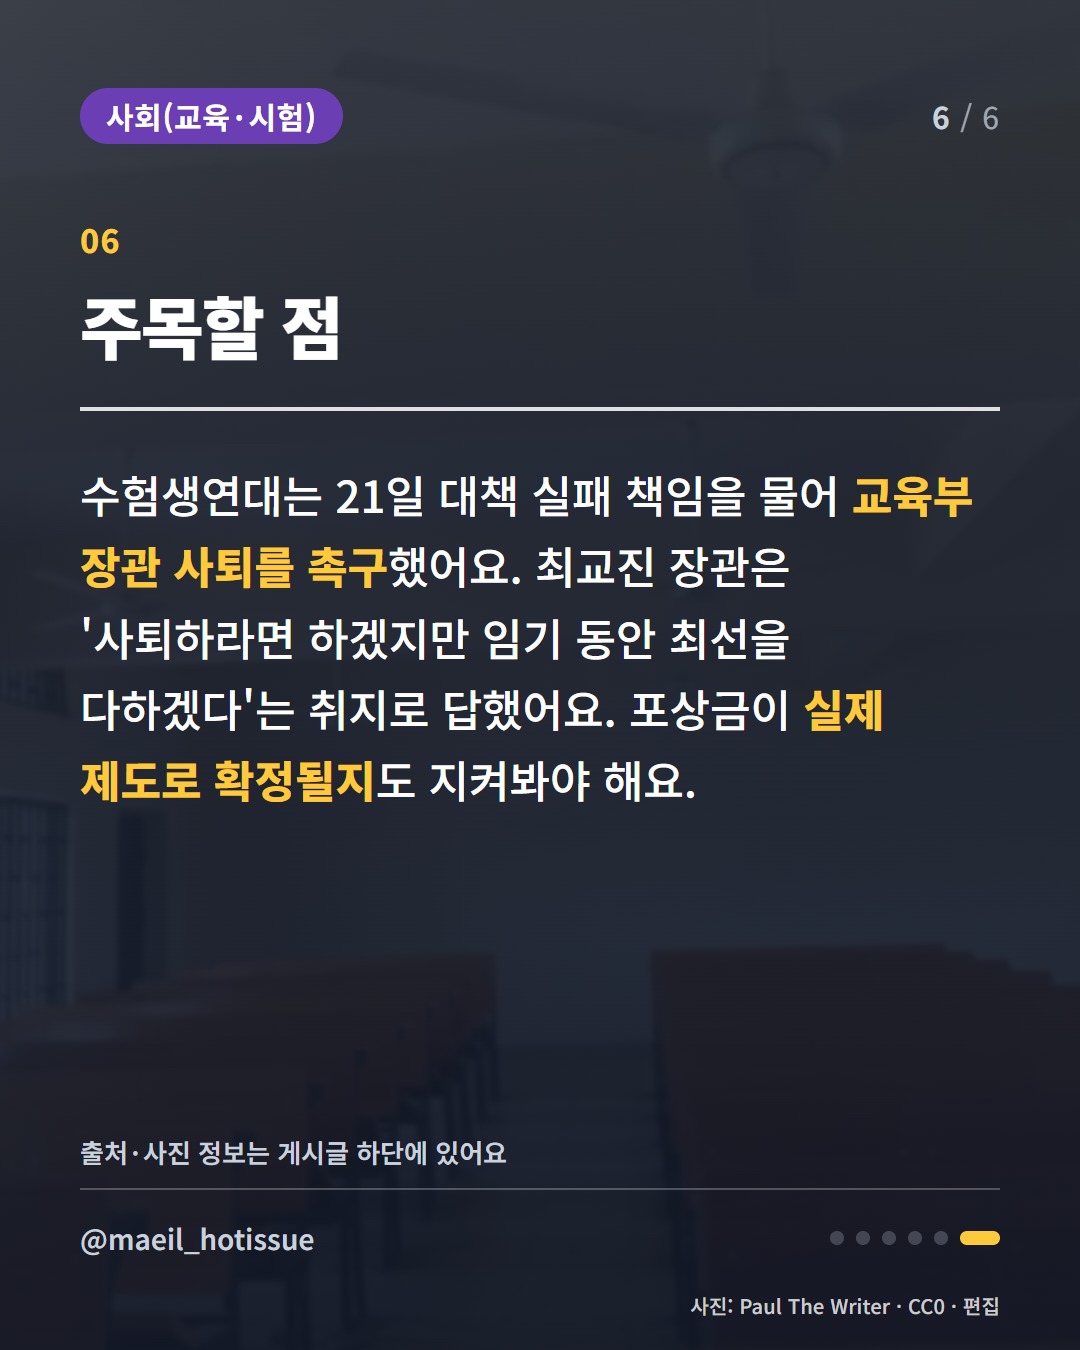 사회(교육·시험)
6 / 6
06
주목할 점
수험생연대는 21일 대책 실패 책임을 물어 교육부
장관 사퇴를 촉구했어요. 최교진 장관은
'사퇴하라면 하겠지만 임기 동안 최선을
다하겠다'는 취지로 답했어요. 포상금이 실제
제도로 확정될지도 지켜봐야 해요.
출처·사진 정보는 게시글 하단에 있어요
@maeil_hotissue
사진: Paul The Writer · CC0 · 편집